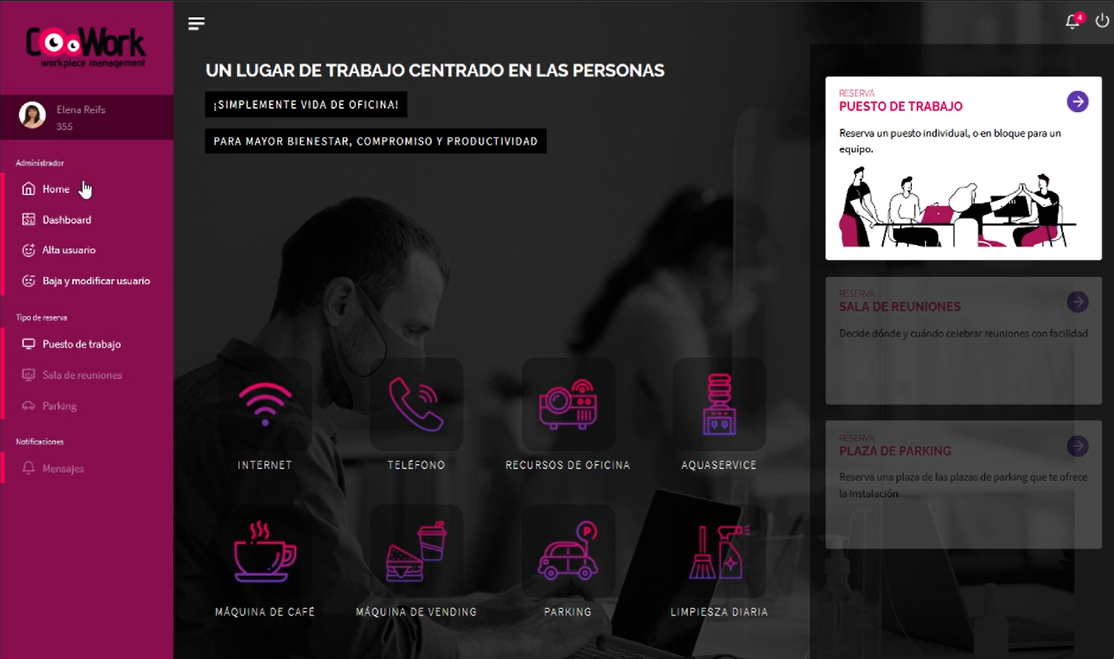 COoWork
workplace management
Elena Reifs
355
Administrador
Home
Dashboard
Alta usuario
Baja y modificar usuario
Tipo de reserva
Puesto de trabajo
Sala de reuniones
Parking
Notificaciones
Mensajes
4
UN LUGAR DE TRABAJO CENTRADO EN LAS PERSONAS
¡SIMPLEMENTE VIDA DE OFICINA!
PARA MAYOR BIENESTAR, COMPROMISO Y PRODUCTIVIDAD
INTERNET
TELÉFONO
RECURSOS DE OFICINA
AQUASERVICE
MÁQUINA DE CAFÉ
MÁQUINA DE VENDING
P
PARKING
LIMPIESZA DIARIA
RESERVA
PUESTO DE TRABAJO
Reserva un puesto individual, o en bloque para un
equipo.
RESERVA
SALA DE REUNIONES
Decide dónde y cuándo celebrar reuniones con facilidad
RESERVA
PLAZA DE PARKING
Reserva una plaza de las plazas de parking que te ofrece
la instalación